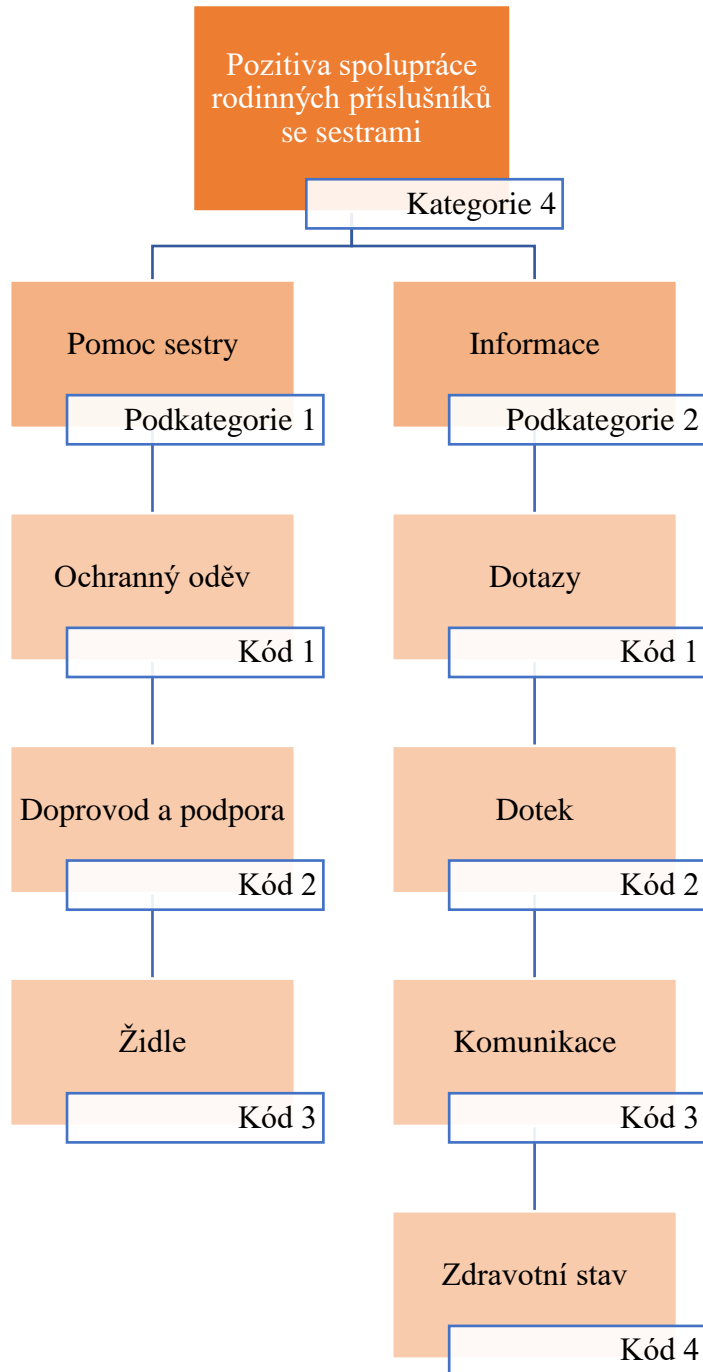 Pozitiva spolupráce
rodinných příslušníků
se sestrami
Kategorie 4
Pomoc sestry
Podkategorie 1
Ochranný oděv
Kód 1
Doprovod a podpora
Kód 2
Židle
Kód 3
Informace
Podkategorie 2
Dotazy
Kód 1
Dotek
Kód 2
Komunikace
Kód 3
Zdravotní stav
Kód 4